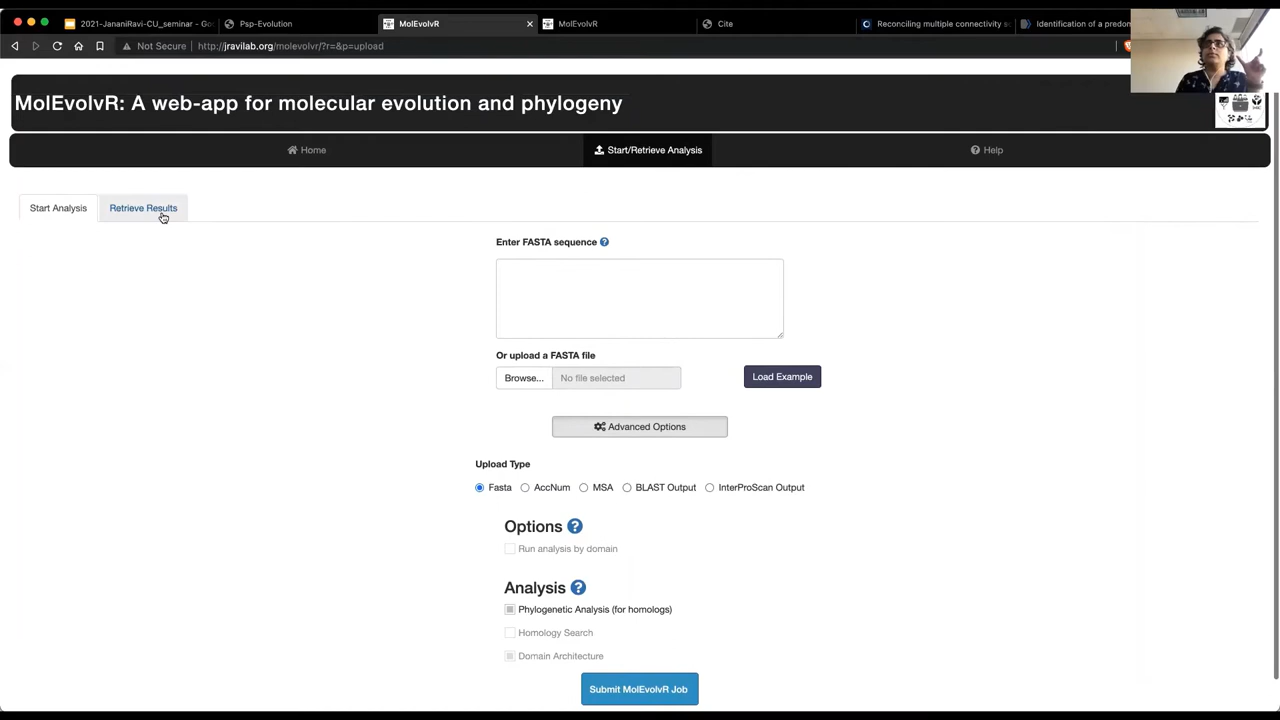 2021-JananiRavi-CU_seminar - Go
Psp-Evolution
MolEvolvR
MolEvolvR
Cite
Reconciling multiple connectivity s
Identification of a predom
Not Secure
http://jravilab.org/molevolvr/?r=&p=upload
MolEvolvR: A web-app for molecular evolution and phylogeny
Home
Start/Retrieve Analysis
Help
Start Analysis
Retrieve Results
Enter FASTA sequence
Or upload a FASTA file
Browse...
No file selected
Load Example
Advanced Options
Upload Type
Fasta
AccNum
MSA
BLAST Output
InterProScan Output
Options
Run analysis by domain
Analysis
Phylogenetic Analysis (for homologs)
Homology Search
Domain Architecture
Submit MolEvolvR Job